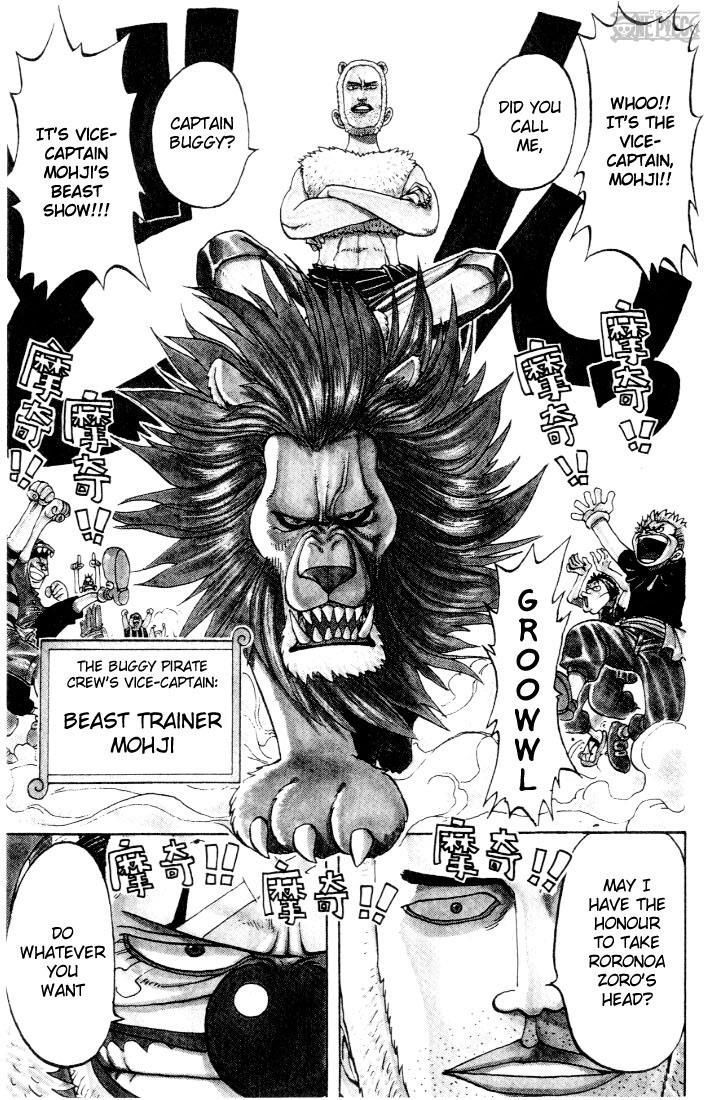 ONE PIECE
WHOO!!
IT'S THE
VICE-
CAPTAIN,
MOHJI!!
DID YOU
CALL
ME,
CAPTAIN
BUGGY?
IT'S VICE-
CAPTAIN
MOHJI'S
BEAST
SHOW!!!
摩奇!!
摩奇!!
摩奇!!
摩奇!!
GROOWWL
THE BUGGY PIRATE
CREW'S VICE-CAPTAIN:
BEAST TRAINER
MOHJI
摩奇!!
摩奇!!
摩奇!!
MAY I
HAVE THE
HONOUR
TO TAKE
RORONOA
ZORO'S
HEAD?
DO
WHATEVER
YOU
WANT